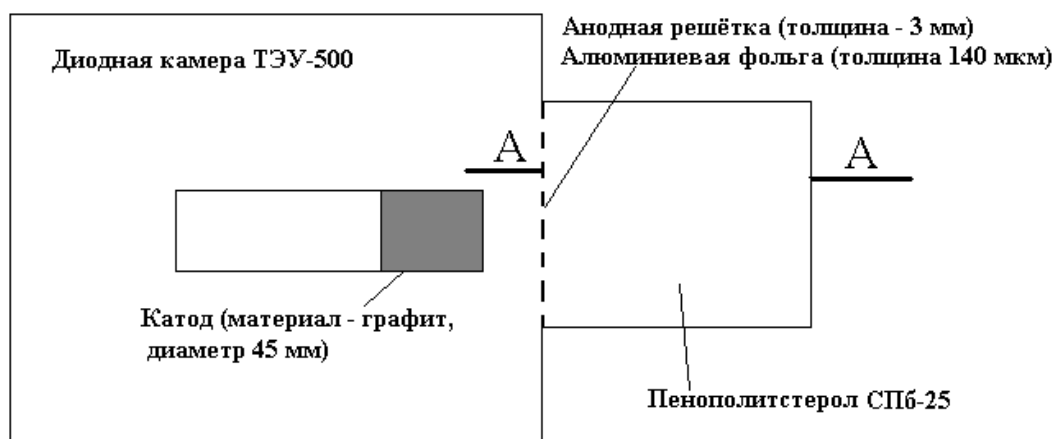 Анодная решётка (толщина - 3 мм)
Алюминиевая фольга (толщина 140 мкм)
Диодная камера ТЭУ-500
А
А
Катод (материал - графит,
диаметр 45 мм)
Пенополитстерол СПб-25